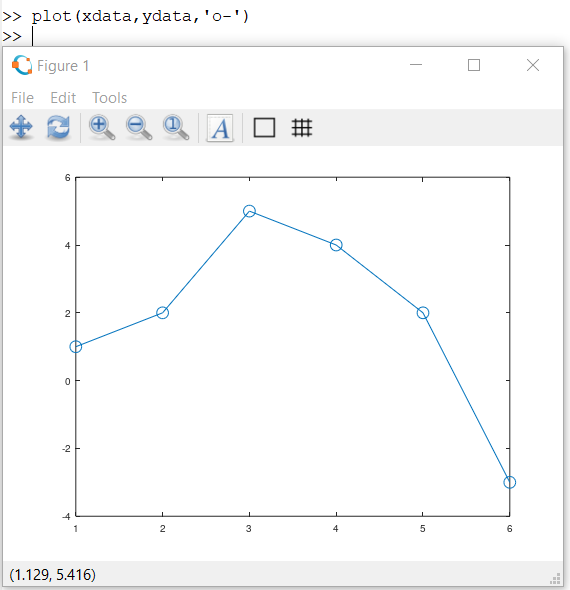 >> plot(xdata,ydata,'o-')
>>
Figure 1
File Edit Tools
A
6
4
2
0
-2
-4
1 2 3 4 5 6
(1.129, 5.416)